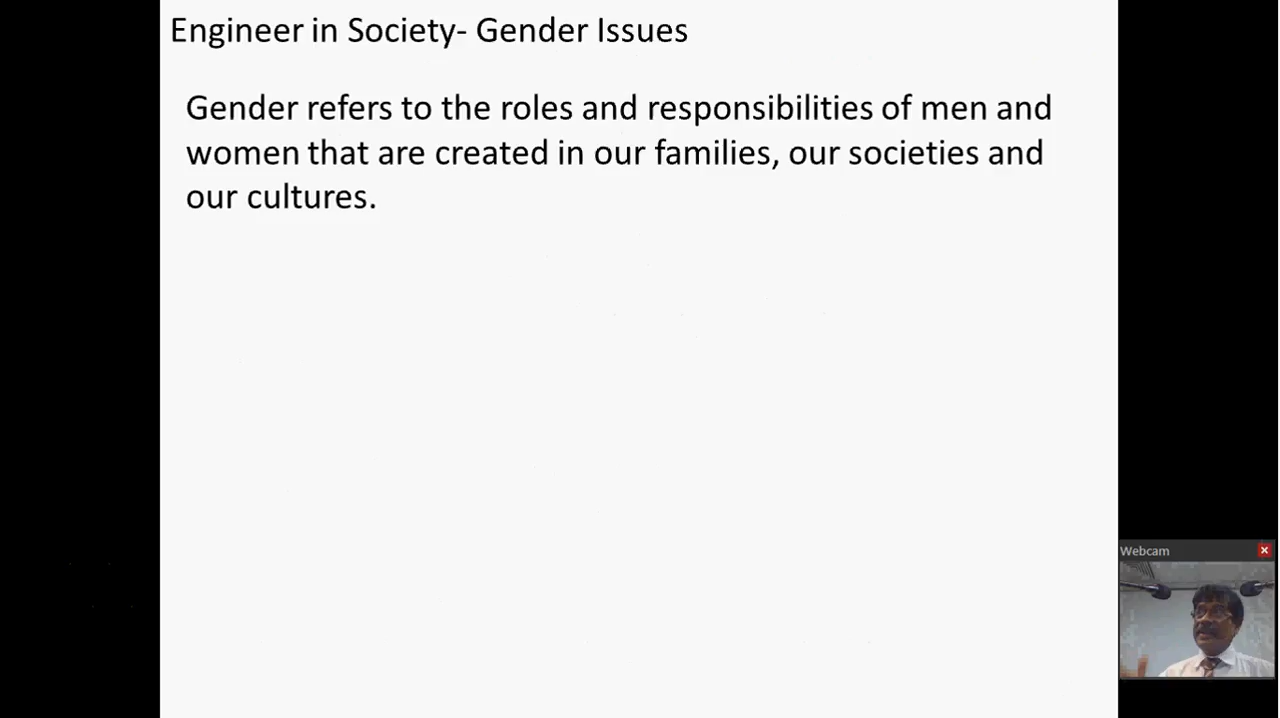 Engineer in Society- Gender Issues
Gender refers to the roles and responsibilities of men and
women that are created in our families, our societies and
our cultures.
Webcam